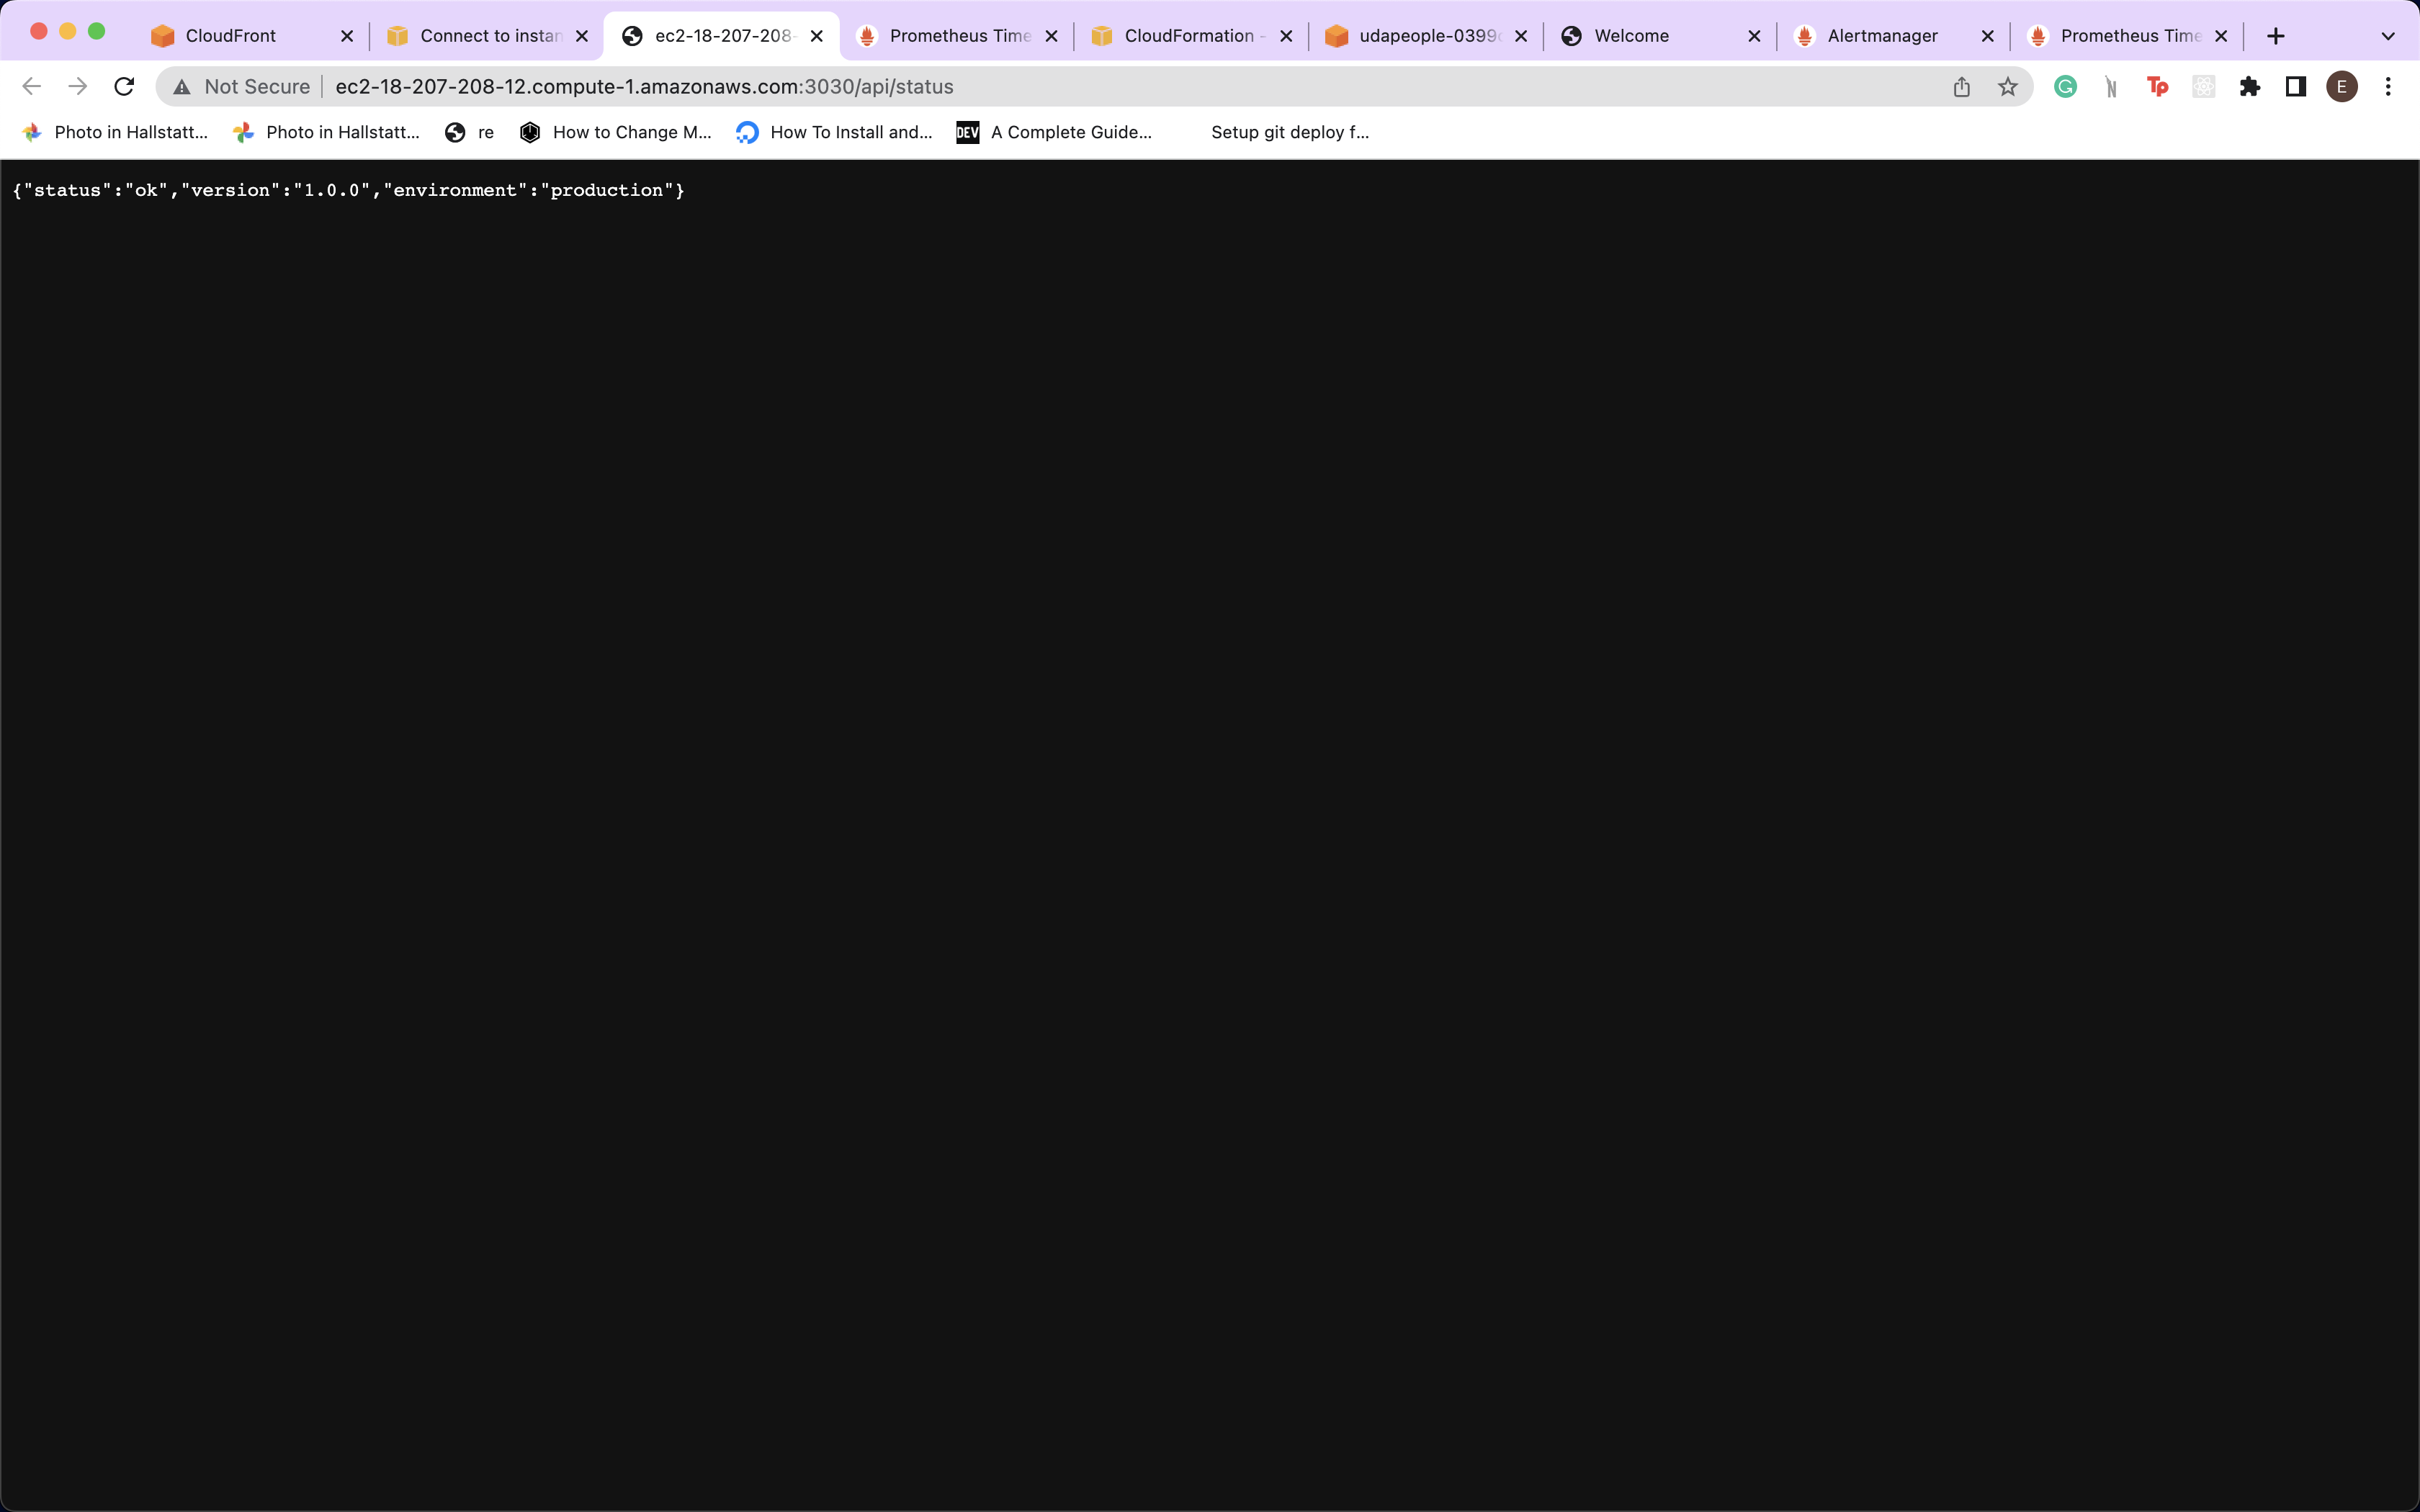 CloudFront
Connect to instan
ec2-18-207-208-
Prometheus Time
CloudFormation -
udapeople-0399c
Welcome
Alertmanager
Prometheus Time
Not Secure
ec2-18-207-208-12.compute-1.amazonaws.com:3030/api/status
Tp
E
Photo in Hallstatt...
Photo in Hallstatt...
re
How to Change M...
How To Install and...
DEV
A Complete Guide...
Setup git deploy f...
{"status":"ok","version":"1.0.0","environment":"production"}